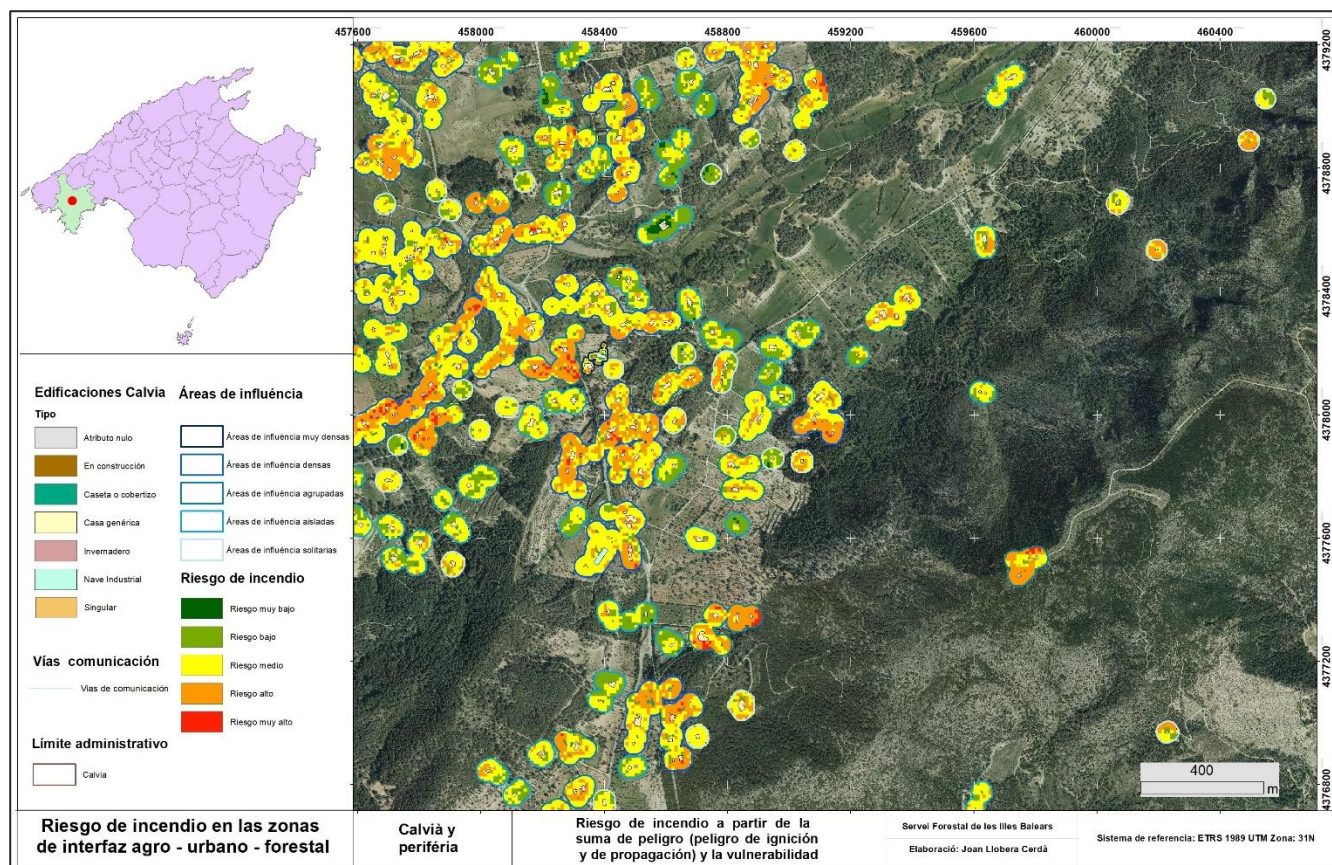 457600
458000
458400
458800
459200
459600
460000
460400
4379200
4378800
4378400
4378000
4377600
4377200
4376800
400
m
Edificaciones Calvia
Tipo
Atributo nulo
En construcción
Caseta o cobertizo
Casa genérica
Invernadero
Nave Industrial
Singular
Vías comunicación
Vias de comunicación
Límite administrativo
Calvia
Áreas de influéncia
Áreas de influència muy densas
Áreas de influència densas
Áreas de influència agrupadas
Áreas de influència aisladas
Áreas de influència solitarias
Riesgo de incendio
Riesgo muy bajo
Riesgo bajo
Riesgo medio
Riesgo alto
Riesgo muy alto
Riesgo de incendio en las zonas
de interfaz agro - urbano - forestal
Calvià y
periféria
Riesgo de incendio a partir de la
suma de peligro (peligro de ignición
y de propagación) y la vulnerabilidad
Servei Forestal de les Illes Balears
Elaboració: Joan Llobera Cerdà
Sistema de referencia: ETRS 1989 UTM Zona: 31N